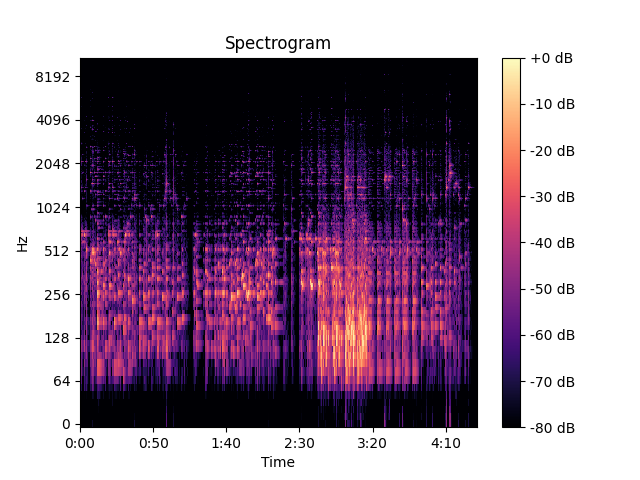 Spectrogram
Hz
8192
4096
2048
1024
512
256
128
64
0
0:00 0:50 1:40 2:30 3:20 4:10
Time
+0 dB
-10 dB
-20 dB
-30 dB
-40 dB
-50 dB
-60 dB
-70 dB
-80 dB